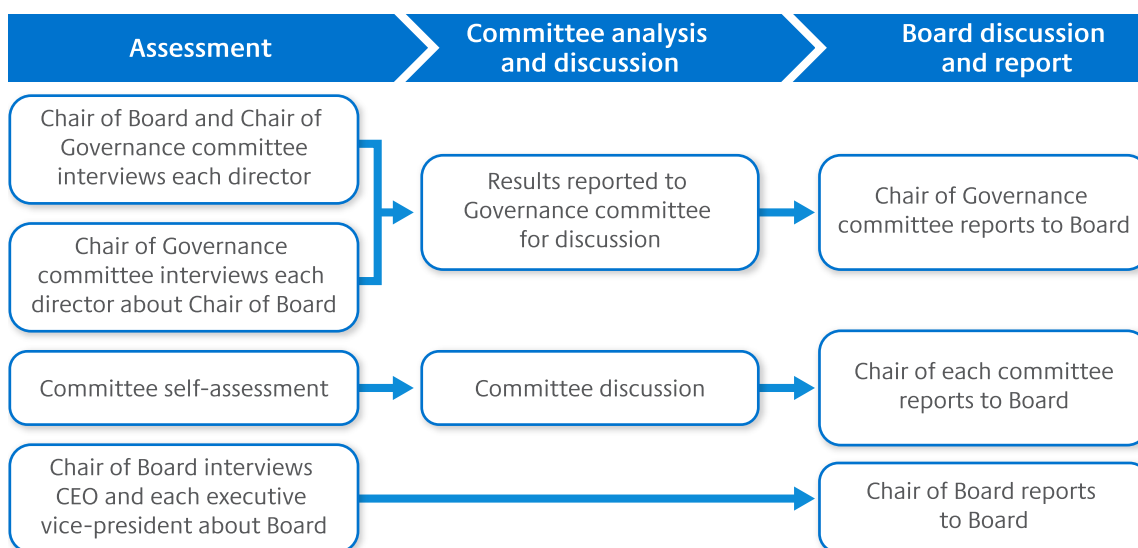 Assessment
Committee analysis
and discussion
Board discussion
and report
Chair of Board and Chair of
Governance committee
interviews each director
Chair of Governance
committee interviews each
director about Chair of Board
Results reported to
Governance committee
for discussion
Chair of Governance
committee reports to Board
Committee self-assessment
Committee discussion
Chair of each committee
reports to Board
Chair of Board interviews
CEO and each executive
vice-president about Board
Chair of Board reports
to Board